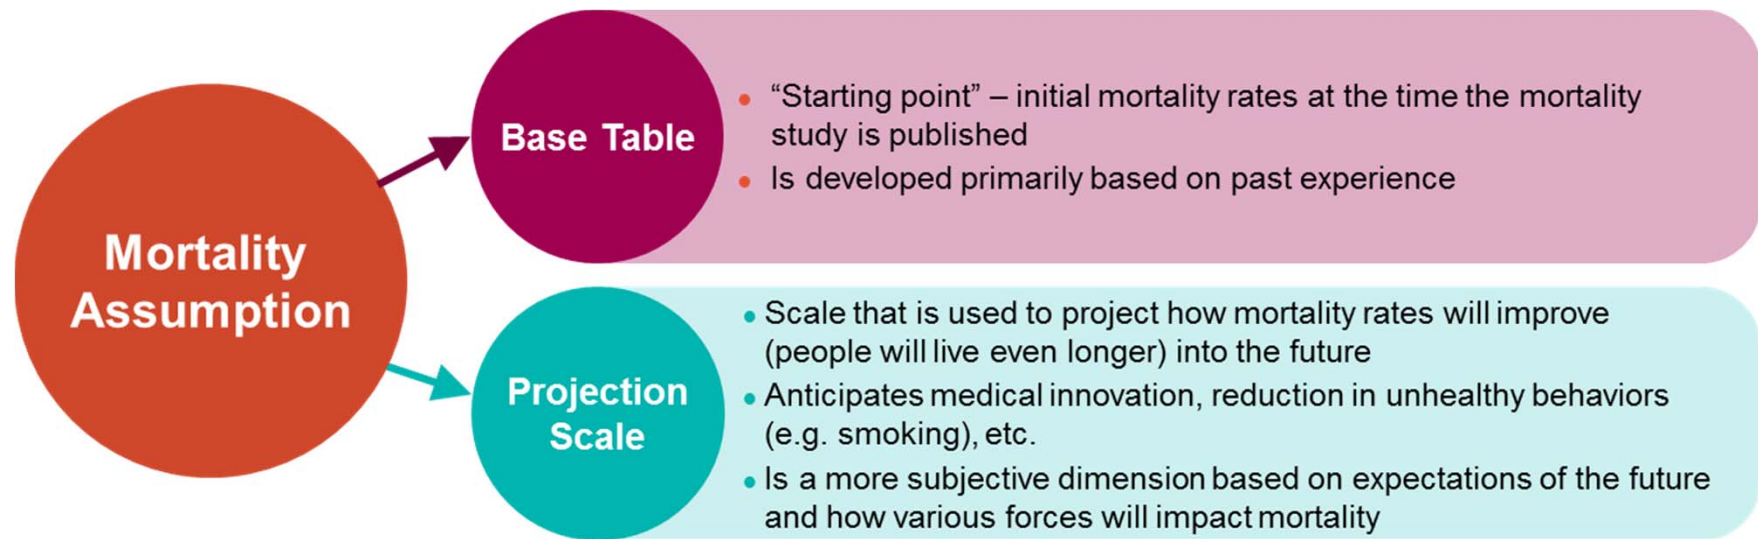 Mortality
Assumption
Base Table
• “Starting point” – initial mortality rates at the time the mortality
study is published
• Is developed primarily based on past experience
Projection
Scale
• Scale that is used to project how mortality rates will improve
(people will live even longer) into the future
• Anticipates medical innovation, reduction in unhealthy behaviors
(e.g. smoking), etc.
• Is a more subjective dimension based on expectations of the future
and how various forces will impact mortality